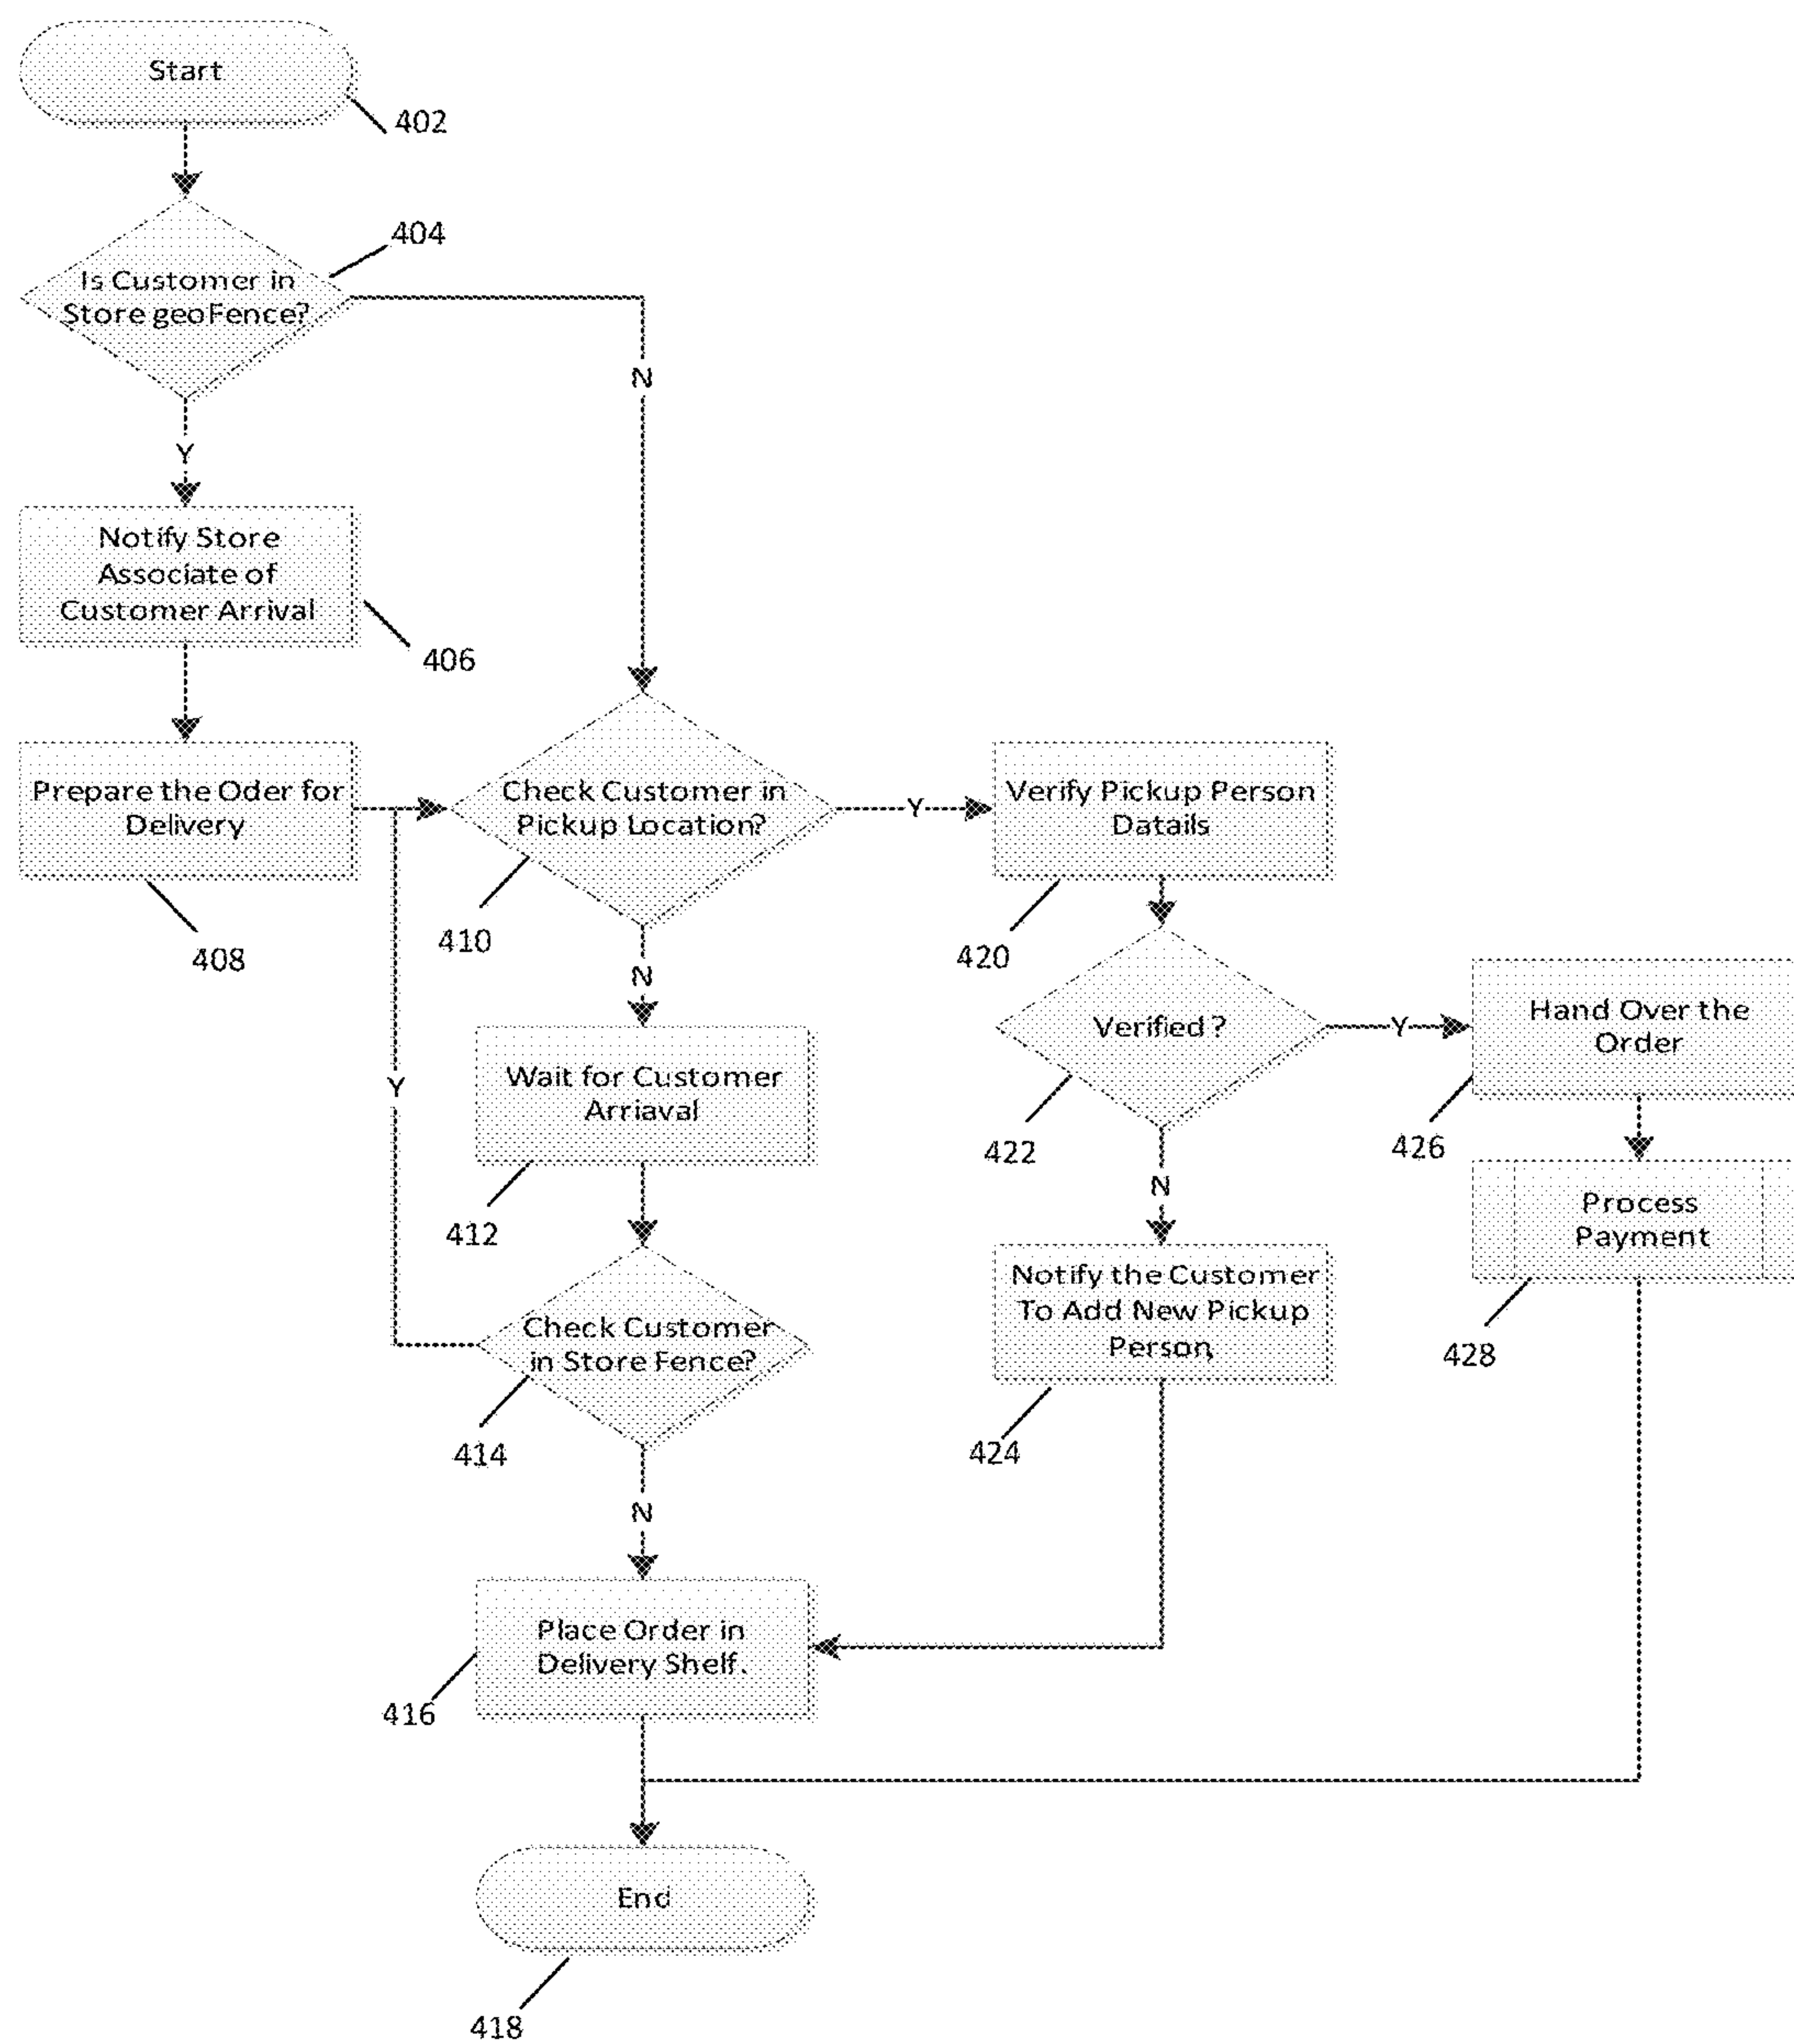 Start
402
404
Is Customer in
Store geoFence?
N
Y
Notify Store
Associate of
Customer Arrival
406
Prepare the Oder for
Delivery
408
Check Customer in
Pickup Location?
410
Y
Verify Pickup Person
Datails
420
N
Wait for Customer
Arriaval
412
Y
Verified ?
422
Y
Hand Over the
Order
426
N
Process
Payment
428
Check Customer
in Store Fence?
414
Notify the Customer
To Add New Pickup
Person,
424
N
Place Order in
Delivery Shelf.
416
End
418